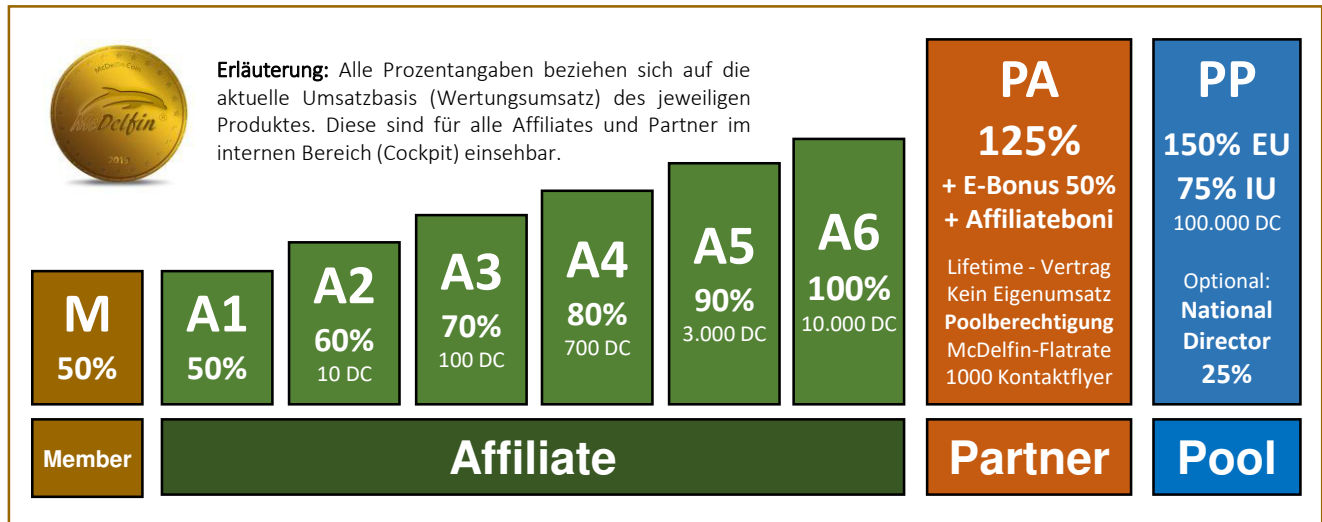 McDelfin Coin
McDelfin®
Erläuterung: Alle Prozentangaben beziehen sich auf die
aktuelle Umsatzbasis (Wertungsumsatz) des jeweiligen
Produktes. Diese sind für alle Affiliates und Partner im
internen Bereich (Cockpit) einsehbar.
M
50%
A1
50%
A2
60%
10 DC
A3
70%
100 DC
A4
80%
700 DC
A5
90%
3.000 DC
A6
100%
10.000 DC
PA
125%
+ E-Bonus 50%
+ Affiliateboni
Lifetime - Vertrag
Kein Eigenumsatz
Poolberechtigung
McDelfin-Flatrate
1000 Kontaktflyer
PP
150% EU
75% IU
100.000 DC
Optional:
National
Director
25%
Member
Affiliate
Partner
Pool